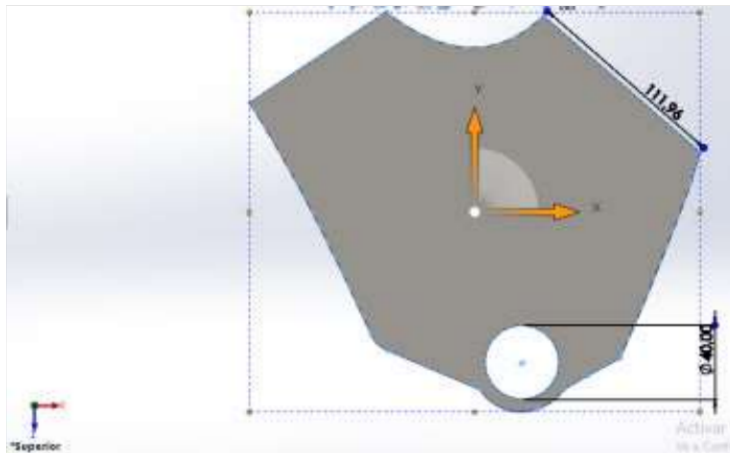 Y
111,96
X
Ø 40,00
Activar
*Superior